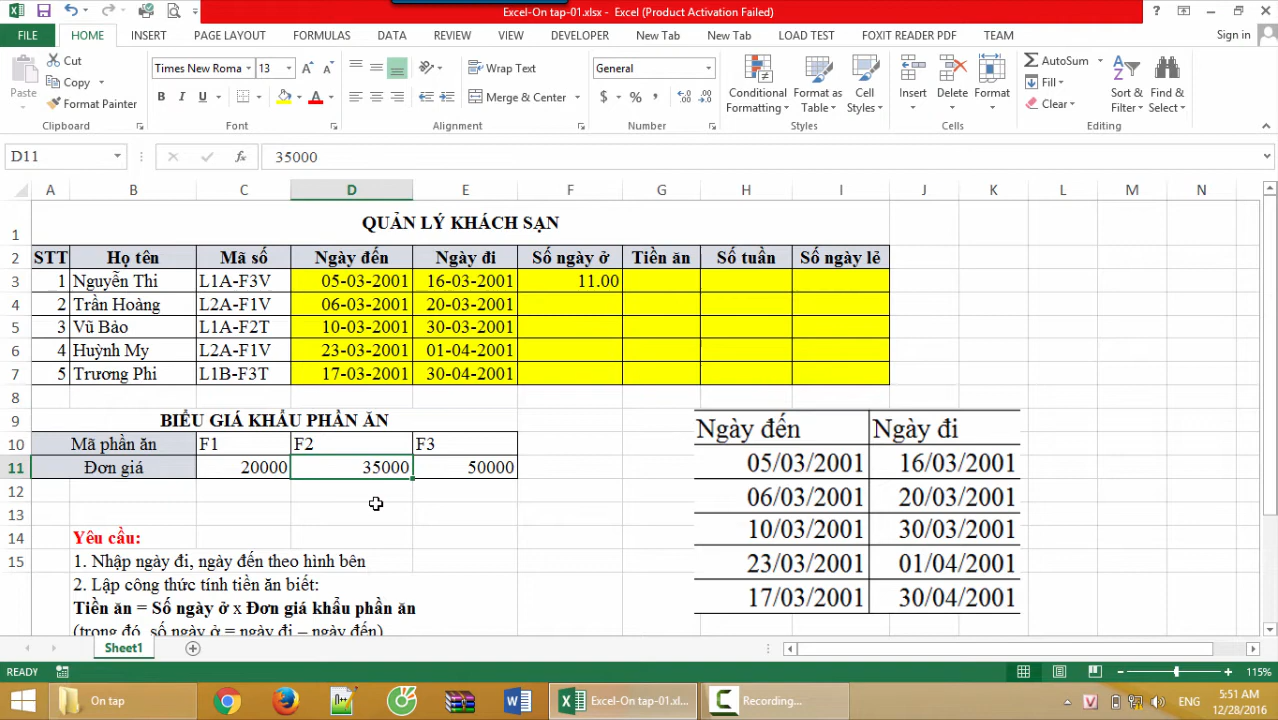 Excel-On tap-01.xlsx - Excel (Product Activation Failed)
FILE HOME INSERT PAGE LAYOUT FORMULAS DATA REVIEW VIEW DEVELOPER New Tab New Tab LOAD TEST FOXIT READER PDF TEAM Sign in
Paste
Cut
Copy
Format Painter
Clipboard
Times New Roma 13
B I U
Font
Wrap Text
Merge & Center
Alignment
General
$ % ,
Number
Conditional Formatting
Format as Table
Cell Styles
Styles
Insert Delete Format
Cells
AutoSum
Fill
Clear
Sort & Filter
Find & Select
Editing
D11 fx 35000
A B C D E F G H I J K L M N
1 QUẢN LÝ KHÁCH SẠN
2 STT Họ tên Mã số Ngày đến Ngày đi Số ngày ở Tiền ăn Số tuần Số ngày lẻ
3 1 Nguyễn Thi L1A-F3V 05-03-2001 16-03-2001 11.00
4 2 Trần Hoàng L2A-F1V 06-03-2001 20-03-2001
5 3 Vũ Bảo L1A-F2T 10-03-2001 30-03-2001
6 4 Huỳnh My L2A-F1V 23-03-2001 01-04-2001
7 5 Trương Phi L1B-F3T 17-03-2001 30-04-2001
8
9 BIỂU GIÁ KHẨU PHẦN ĂN
10 Mã phần ăn F1 F2 F3
11 Đơn giá 20000 35000 50000
12
13
14 Yêu cầu:
15 1. Nhập ngày đi, ngày đến theo hình bên
2. Lập công thức tính tiền ăn biết:
Tiền ăn = Số ngày ở x Đơn giá khẩu phần ăn
(trong đó, số ngày ở = ngày đi – ngày đến)
Ngày đến Ngày đi
05/03/2001 16/03/2001
06/03/2001 20/03/2001
10/03/2001 30/03/2001
23/03/2001 01/04/2001
17/03/2001 30/04/2001
Sheet1
READY 115%
On tap
Excel-On tap-01.xl...
Recording...
ENG
5:51 AM
12/28/2016